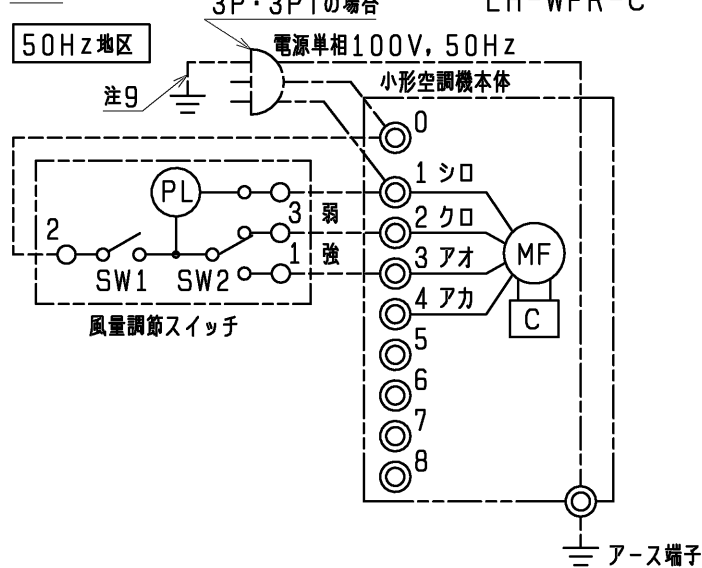 3P・3P1の場合
50Hz地区
電源単相100V, 50Hz
小形空調機本体
注9
0
1 シロ
2 クロ
3 アオ
4 アカ
5
6
7
8
PL
2
3 弱
1 強
SW1 SW2
風量調節スイッチ
MF
C
アース端子